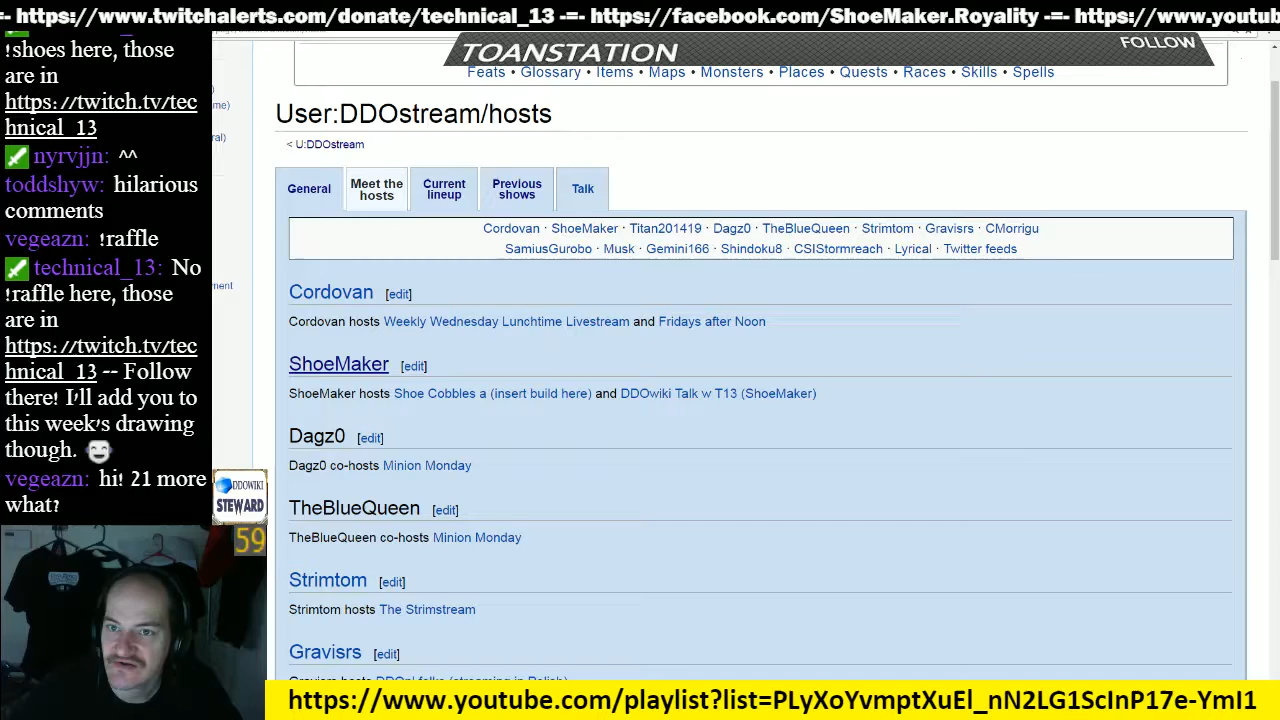 -=- https://www.twitchalerts.com/donate/technical_13 -=- https://facebook.com/ShoeMaker.Royality -=- https://www.youtub
!shoes here, those
are in
https://twitch.tv/tec
hnical_13
nyrvjjn: ^^
toddshyw: hilarious
comments
vegeazn: !raffle
technical_13: No
!raffle here, those
are in
https://twitch.tv/tec
hnical_13 -- Follow
there! I'll add you to
this week's drawing
though.
vegeazn: hi! 21 more
what?
DDOWIKI
STEWARD
59
TOANSTATION
FOLLOW
Feats • Glossary • Items • Maps • Monsters • Places • Quests • Races • Skills • Spells
User:DDOstream/hosts
< U:DDOstream
General
Meet the
hosts
Current
lineup
Previous
shows
Talk
Cordovan · ShoeMaker · Titan201419 · Dagz0 · TheBlueQueen · Strimtom · Gravisrs · CMorrigu
SamiusGurobo · Musk · Gemini166 · Shindoku8 · CSIStormreach · Lyrical · Twitter feeds
Cordovan [edit]
Cordovan hosts Weekly Wednesday Lunchtime Livestream and Fridays after Noon
ShoeMaker [edit]
ShoeMaker hosts Shoe Cobbles a (insert build here) and DDOwiki Talk w T13 (ShoeMaker)
Dagz0 [edit]
Dagz0 co-hosts Minion Monday
TheBlueQueen [edit]
TheBlueQueen co-hosts Minion Monday
Strimtom [edit]
Strimtom hosts The Strimstream
Gravisrs [edit]
https://www.youtube.com/playlist?list=PLyXoYvmptXuEl_nN2LG1ScInP17e-YmI1